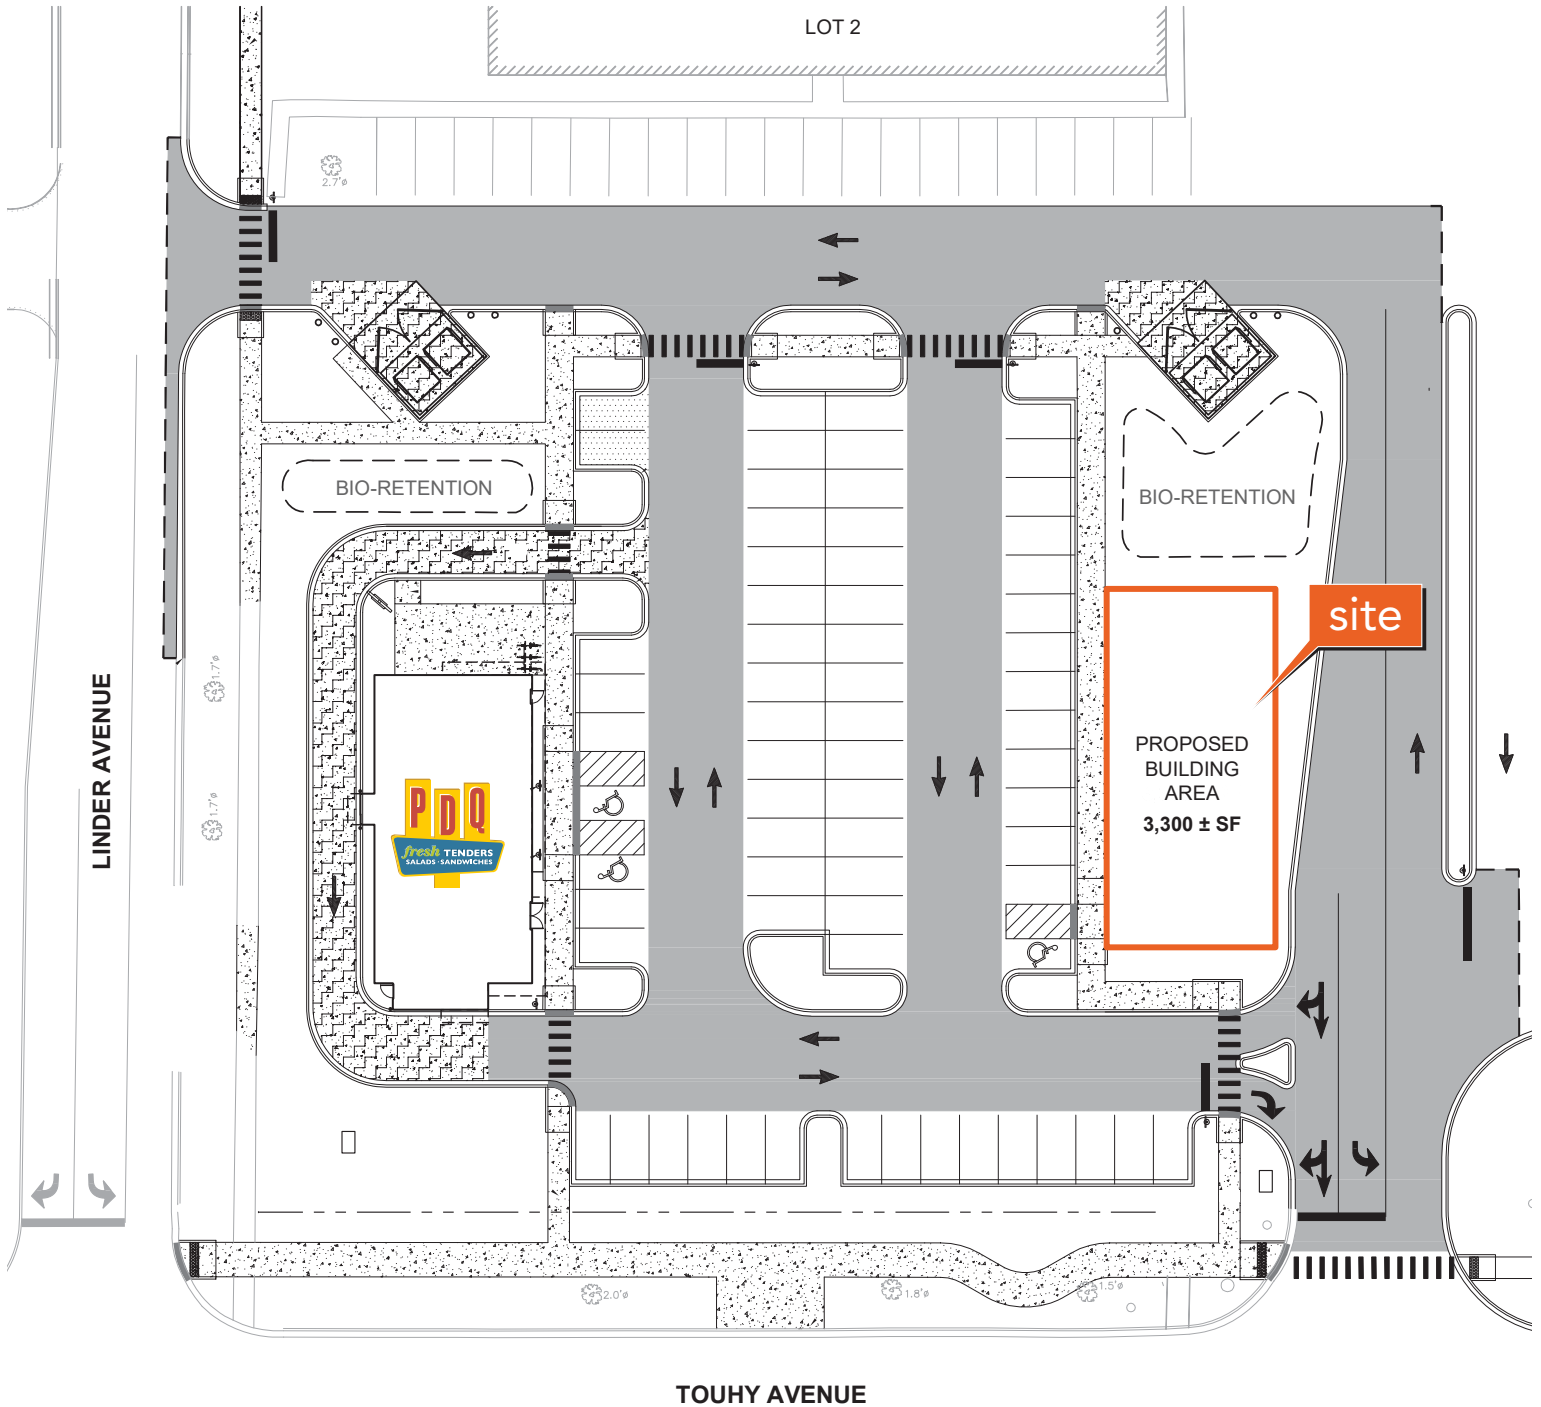 LOT 2
2.7'ø
BIO-RETENTION
BIO-RETENTION
site
1.7'ø
LINDER AVENUE
PROPOSED
BUILDING
AREA
3,300 ± SF
1.7'ø
PDQ
fresh TENDERS
SALADS · SANDWICHES
2.0'ø
1.8'ø
1.5'ø
TOUHY AVENUE